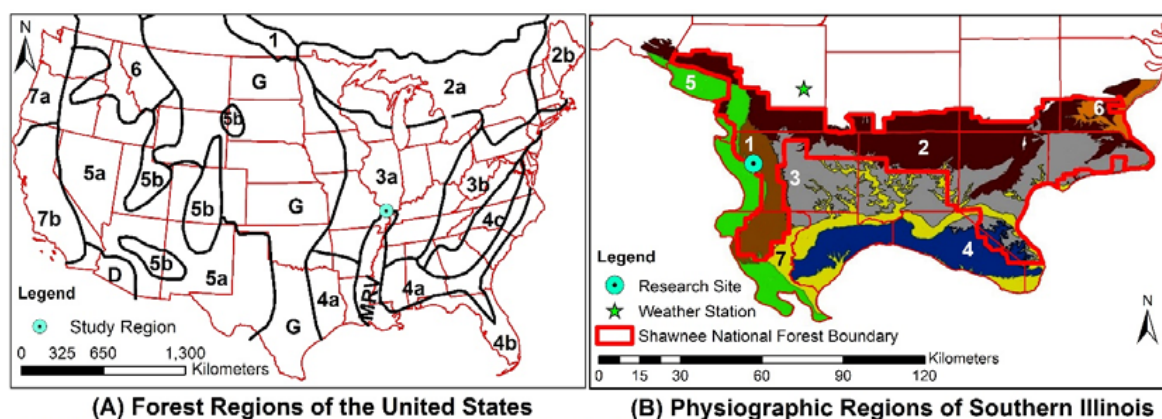 N
1
2b
6
G
2a
7a
5b
5a
5b
3a
3b
5b
G
4c
7b
D
5b
5a
G
4a
MRV
4a
4b
Legend
Study Region
0 325 650 1,300
Kilometers
(A) Forest Regions of the United States
5
6
1
2
3
4
7
Legend
Research Site
Weather Station
Shawnee National Forest Boundary
N
Kilometers
0 15 30 60 90 120
(B) Physiographic Regions of Southern Illinois